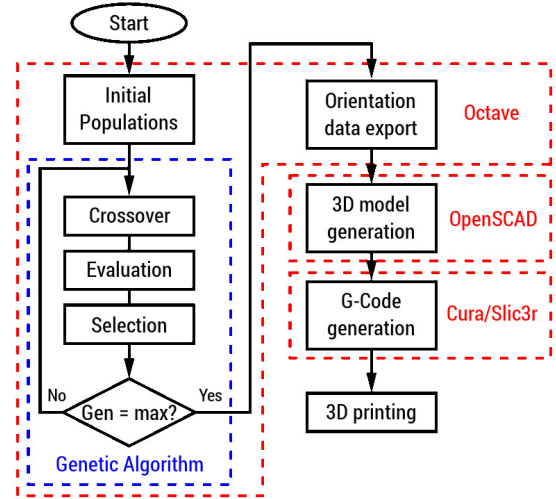 Start
Initial
Populations
Crossover
Evaluation
Selection
Gen = max?
No
Yes
Genetic Algorithm
Orientation
data export
Octave
3D model
generation
OpenSCAD
G-Code
generation
Cura/Slic3r
3D printing